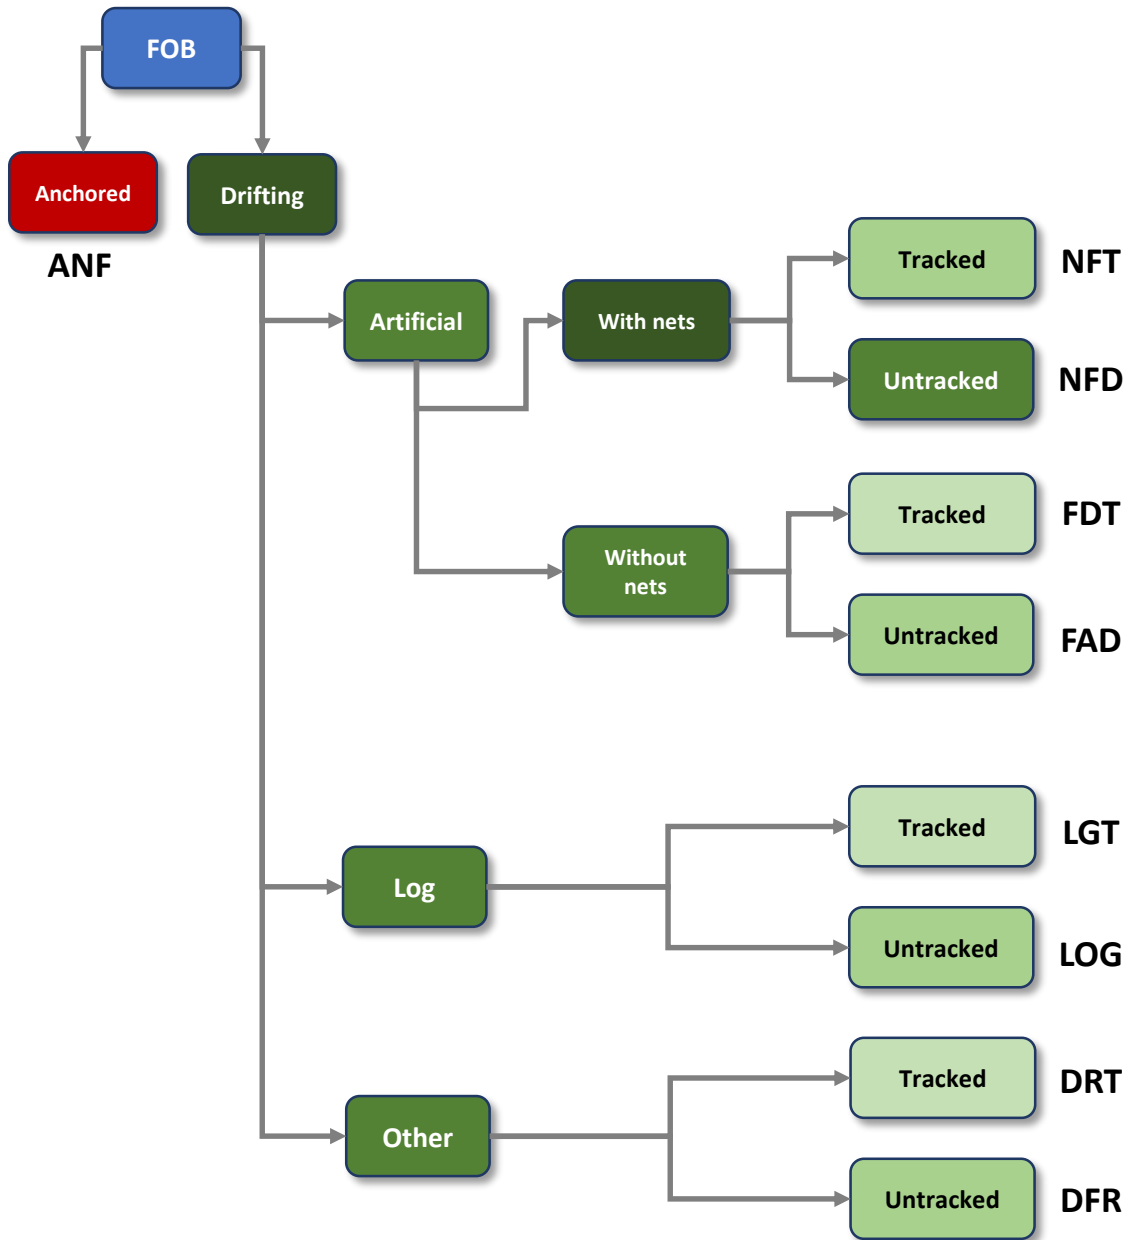 FOB
Anchored
Drifting
ANF
Artificial
With nets
Tracked
NFT
Untracked
NFD
Without
nets
Tracked
FDT
Untracked
FAD
Log
Tracked
LGT
Untracked
LOG
Other
Tracked
DRT
Untracked
DFR